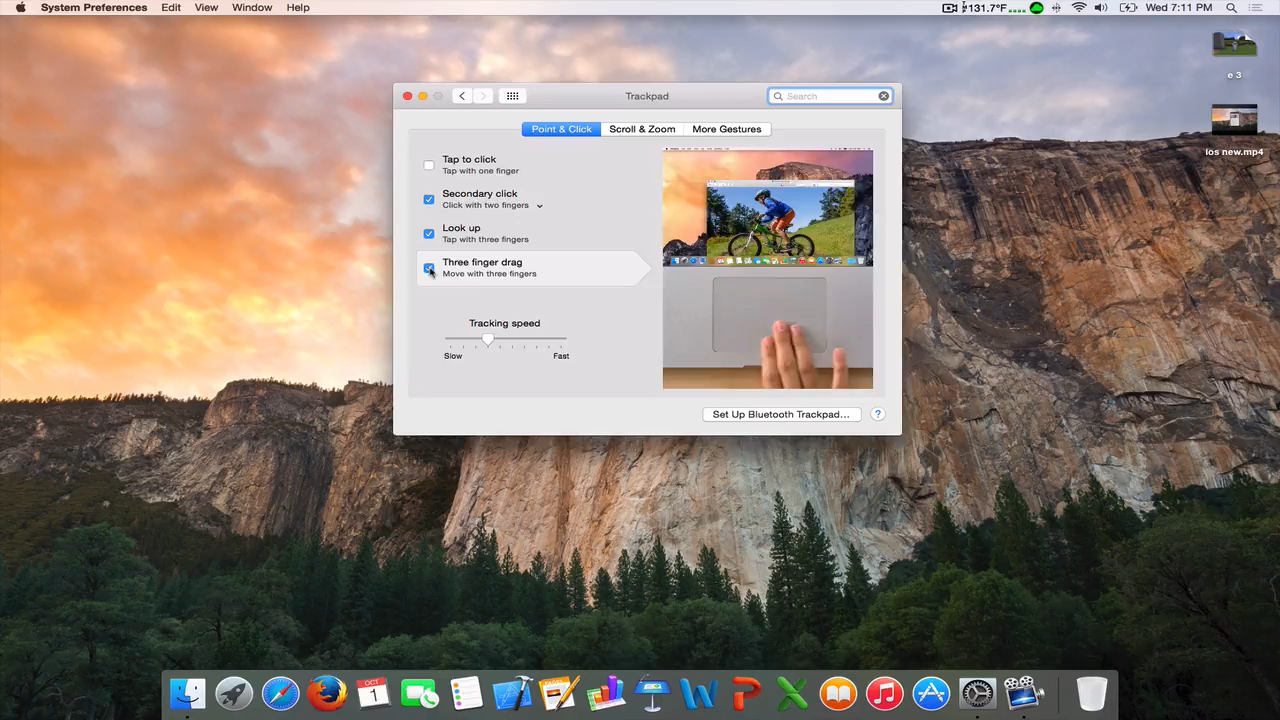 System Preferences Edit View Window Help
131.7°F
Wed 7:11 PM
Trackpad
Search
Point & Click Scroll & Zoom More Gestures
Tap to click
Tap with one finger
Secondary click
Click with two fingers
Look up
Tap with three fingers
Three finger drag
Move with three fingers
Tracking speed
Slow Fast
Set Up Bluetooth Trackpad... ?
e 3
ios new.mp4
OCT
1